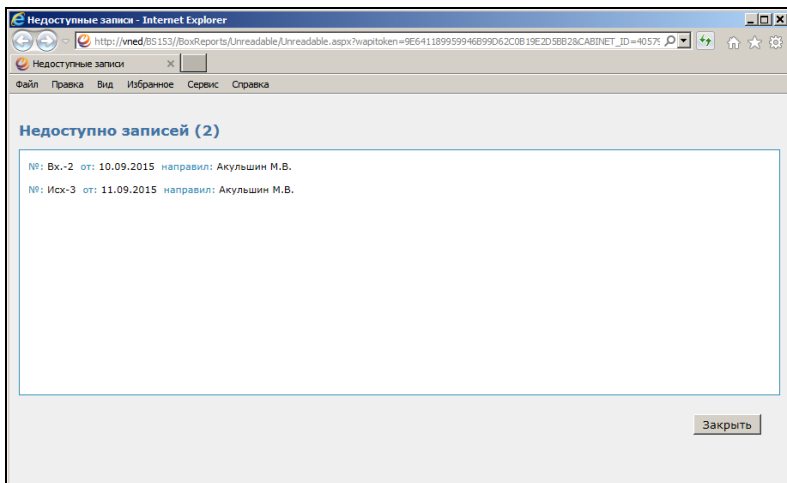 Недоступные записи - Internet Explorer
http://vned/BS153//BoxReports/Unreadable/Unreadable.aspx?wapitoken=9E641189959946B99D62C0B19E2D5BB2&CABINET_ID=4057
Недоступные записи
Файл Правка Вид Избранное Сервис Справка
Недоступно записей (2)
№: Вх.-2 от: 10.09.2015 направил: Акульшин М.В.
№: Исх-3 от: 11.09.2015 направил: Акульшин М.В.
Закрыть